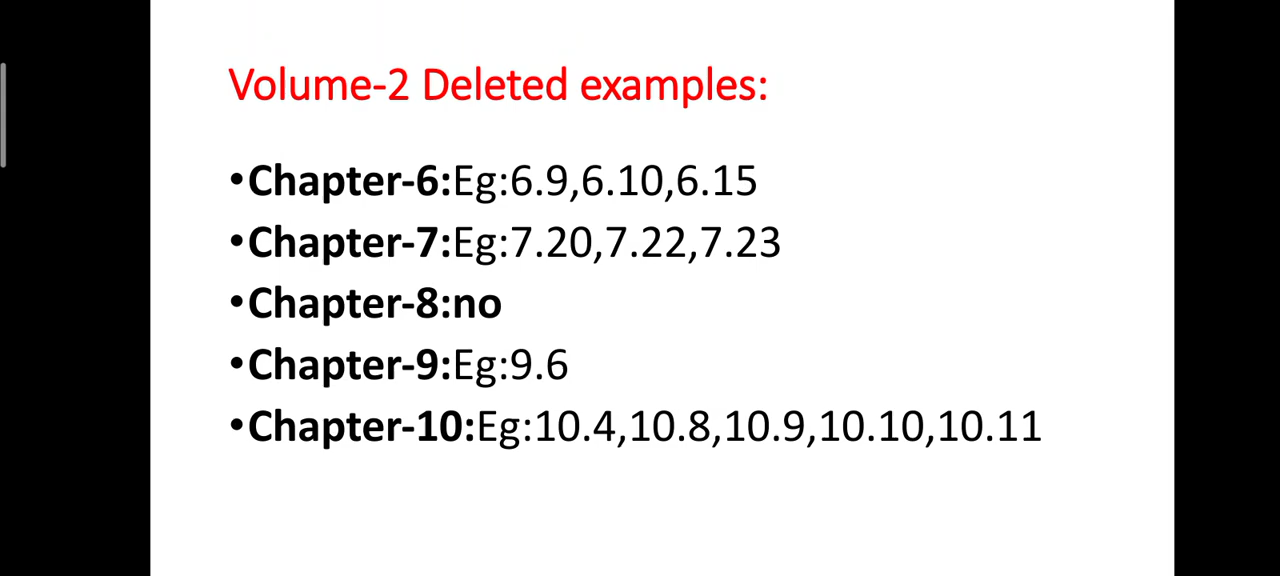 Volume-2 Deleted examples:
•Chapter-6:Eg:6.9,6.10,6.15
•Chapter-7:Eg:7.20,7.22,7.23
•Chapter-8:no
•Chapter-9:Eg:9.6
•Chapter-10:Eg:10.4,10.8,10.9,10.10,10.11